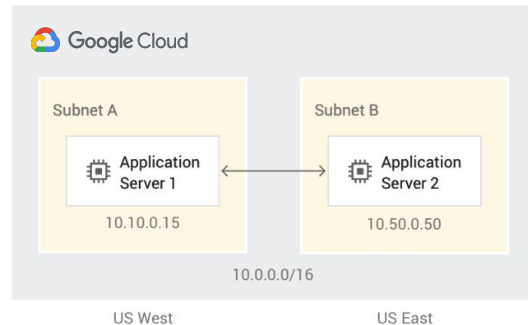 Google Cloud
Subnet A
Application
Server 1
10.10.0.15
Subnet B
Application
Server 2
10.50.0.50
10.0.0.0/16
US West
US East